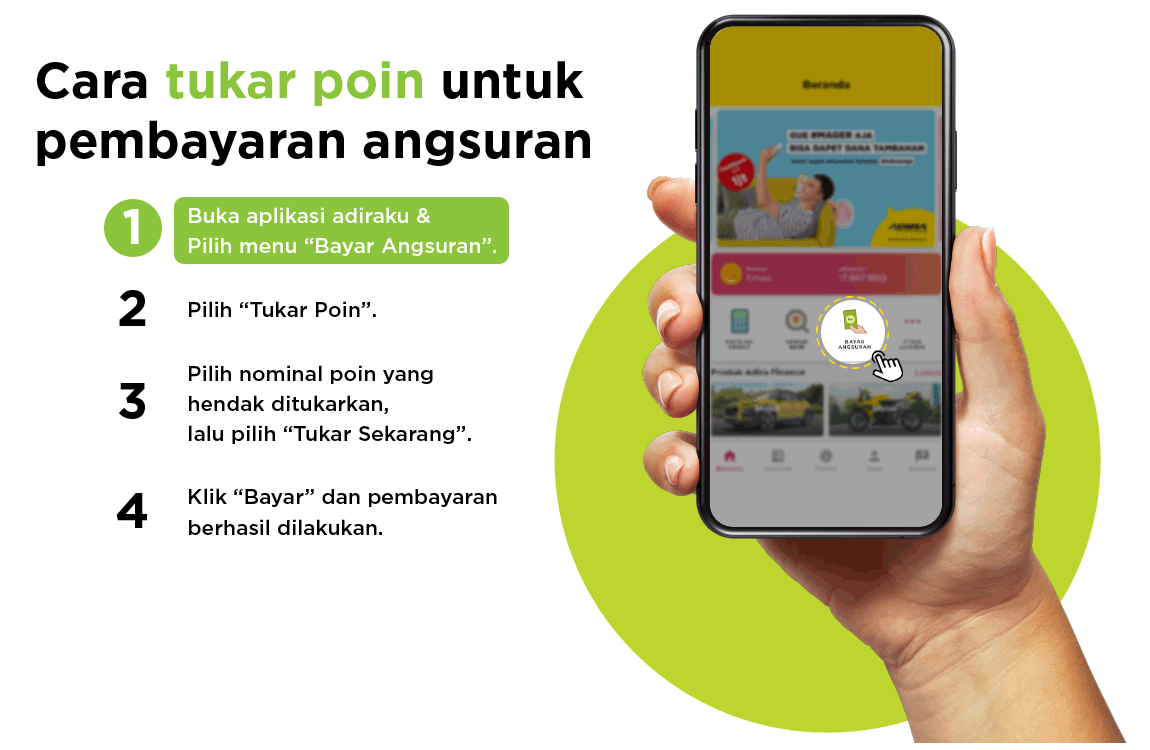 Cara tukar poin untuk
pembayaran angsuran
1
Buka aplikasi adiraku &
Pilih menu “Bayar Angsuran”.
2
Pilih “Tukar Poin”.
3
Pilih nominal poin yang
hendak ditukarkan,
lalu pilih “Tukar Sekarang”.
4
Klik “Bayar” dan pembayaran
berhasil dilakukan.
Beranda
GUE #MAGER AJA
BISA DAPET DANA TAMBAHAN
BAYAR
ANGSURAN
Produk Adira Finance
Beranda